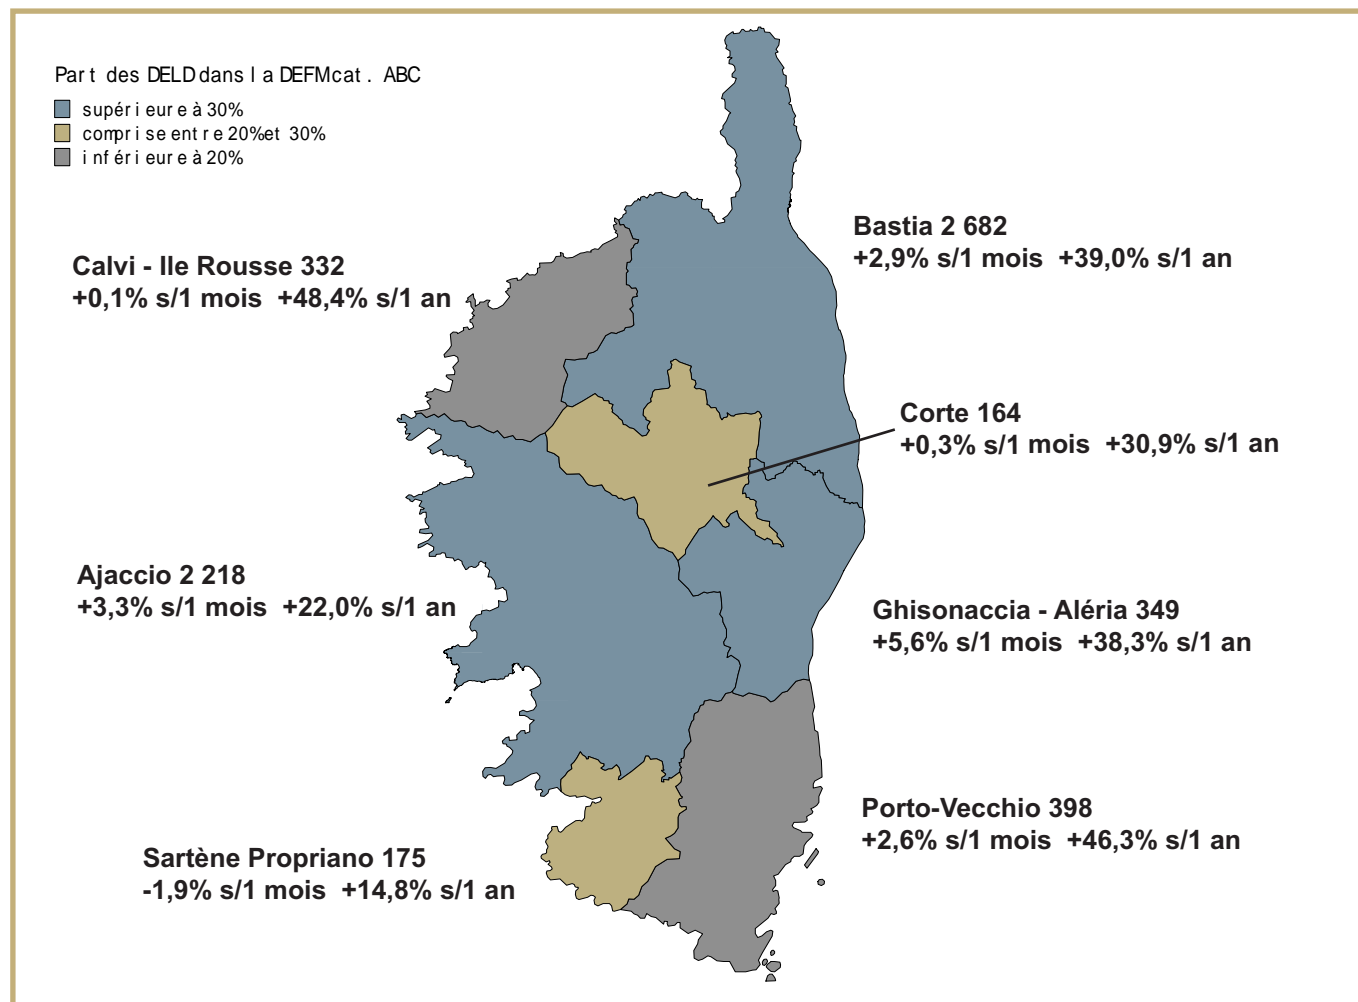 Part des DELD dans la DEFM cat. ABC
supérieure à 30%
comprise entre 20% et 30%
inférieure à 20%
Bastia 2 682
+2,9% s/1 mois +39,0% s/1 an
Calvi - Ile Rousse 332
+0,1% s/1 mois +48,4% s/1 an
Corte 164
+0,3% s/1 mois +30,9% s/1 an
Ajaccio 2 218
+3,3% s/1 mois +22,0% s/1 an
Ghisonaccia - Aléria 349
+5,6% s/1 mois +38,3% s/1 an
Porto-Vecchio 398
+2,6% s/1 mois +46,3% s/1 an
Sartène Propriano 175
-1,9% s/1 mois +14,8% s/1 an